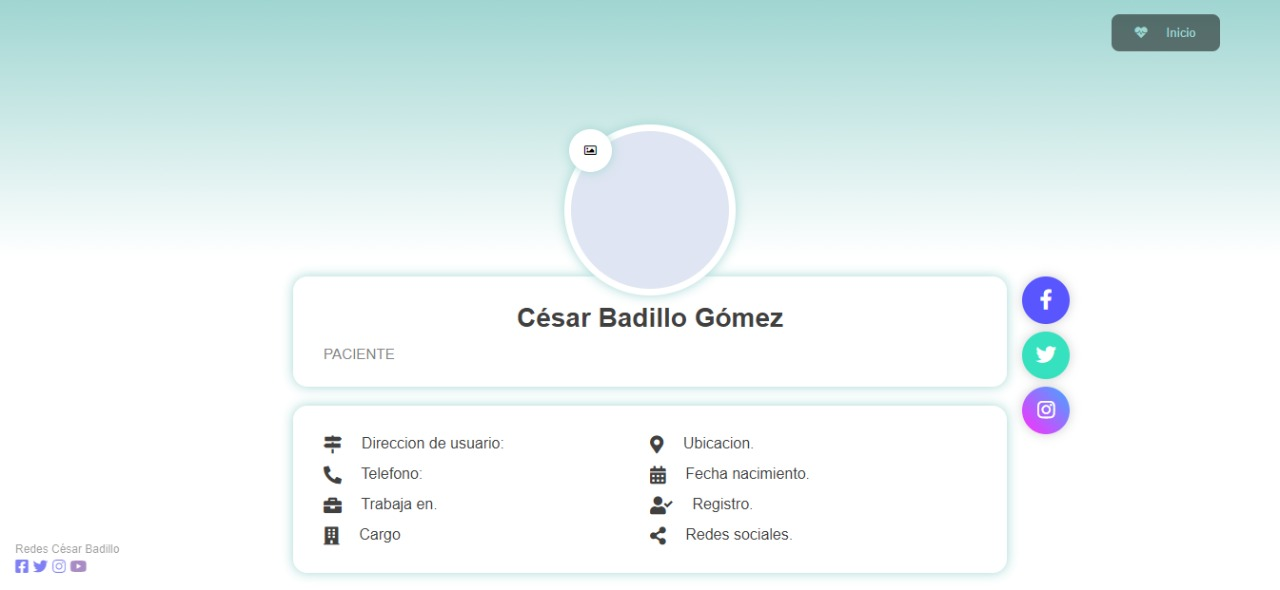 Inicio
César Badillo Gómez
PACIENTE
Direccion de usuario:
Ubicacion.
Telefono:
Fecha nacimiento.
Trabaja en.
Registro.
Cargo
Redes sociales.
Redes César Badillo